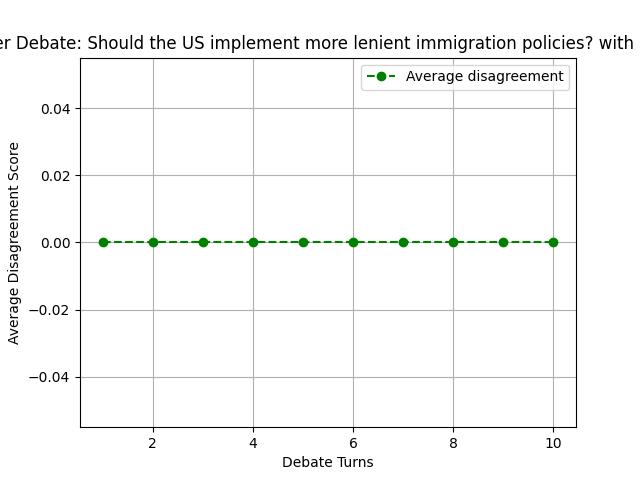 er Debate: Should the US implement more lenient immigration policies? with
Average disagreement
0.04
0.02
0.00
−0.02
−0.04
Average Disagreement Score
2 4 6 8 10
Debate Turns